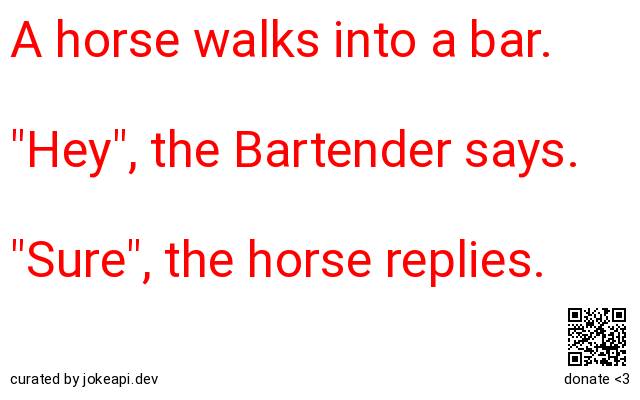 A horse walks into a bar.
"Hey", the Bartender says.
"Sure", the horse replies.
curated by jokeapi.dev
donate <3